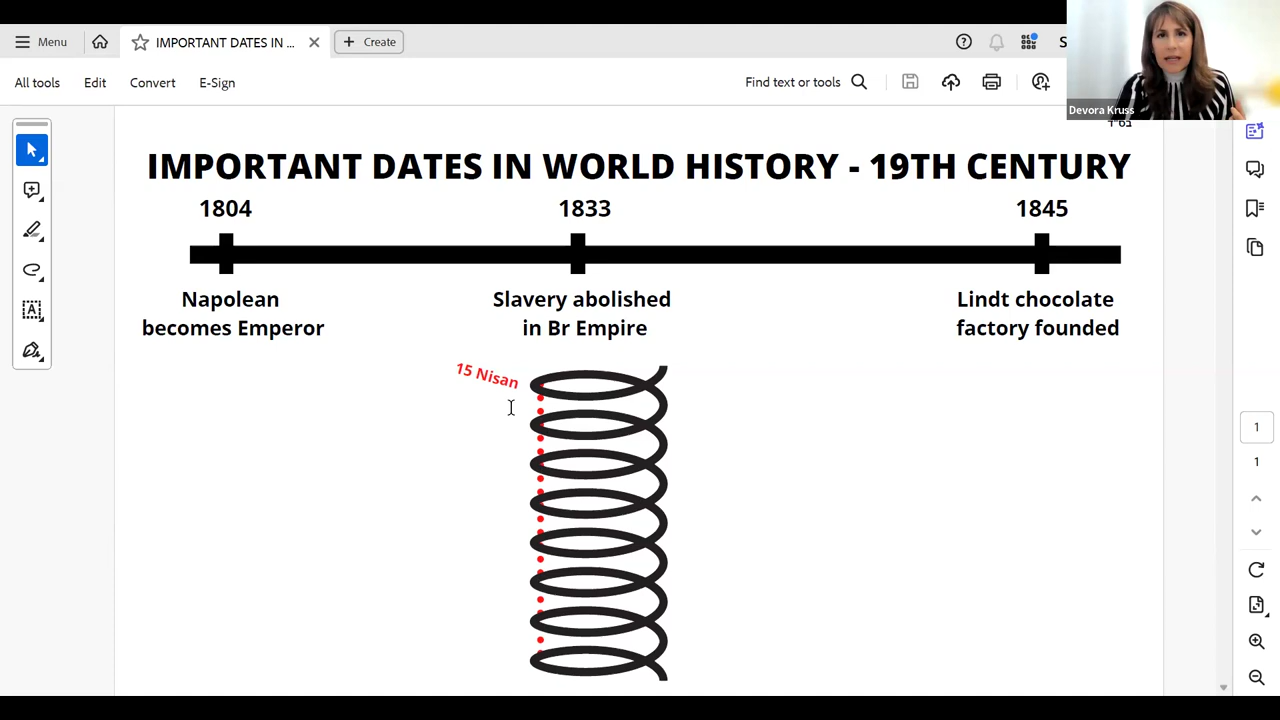 Menu
IMPORTANT DATES IN ...
Create
S
All tools
Edit
Convert
E-Sign
Find text or tools
Devora Kruss
בס"ד
IMPORTANT DATES IN WORLD HISTORY - 19TH CENTURY
1804
1833
1845
Napolean
becomes Emperor
Slavery abolished
in Br Empire
Lindt chocolate
factory founded
15 Nisan
1
1